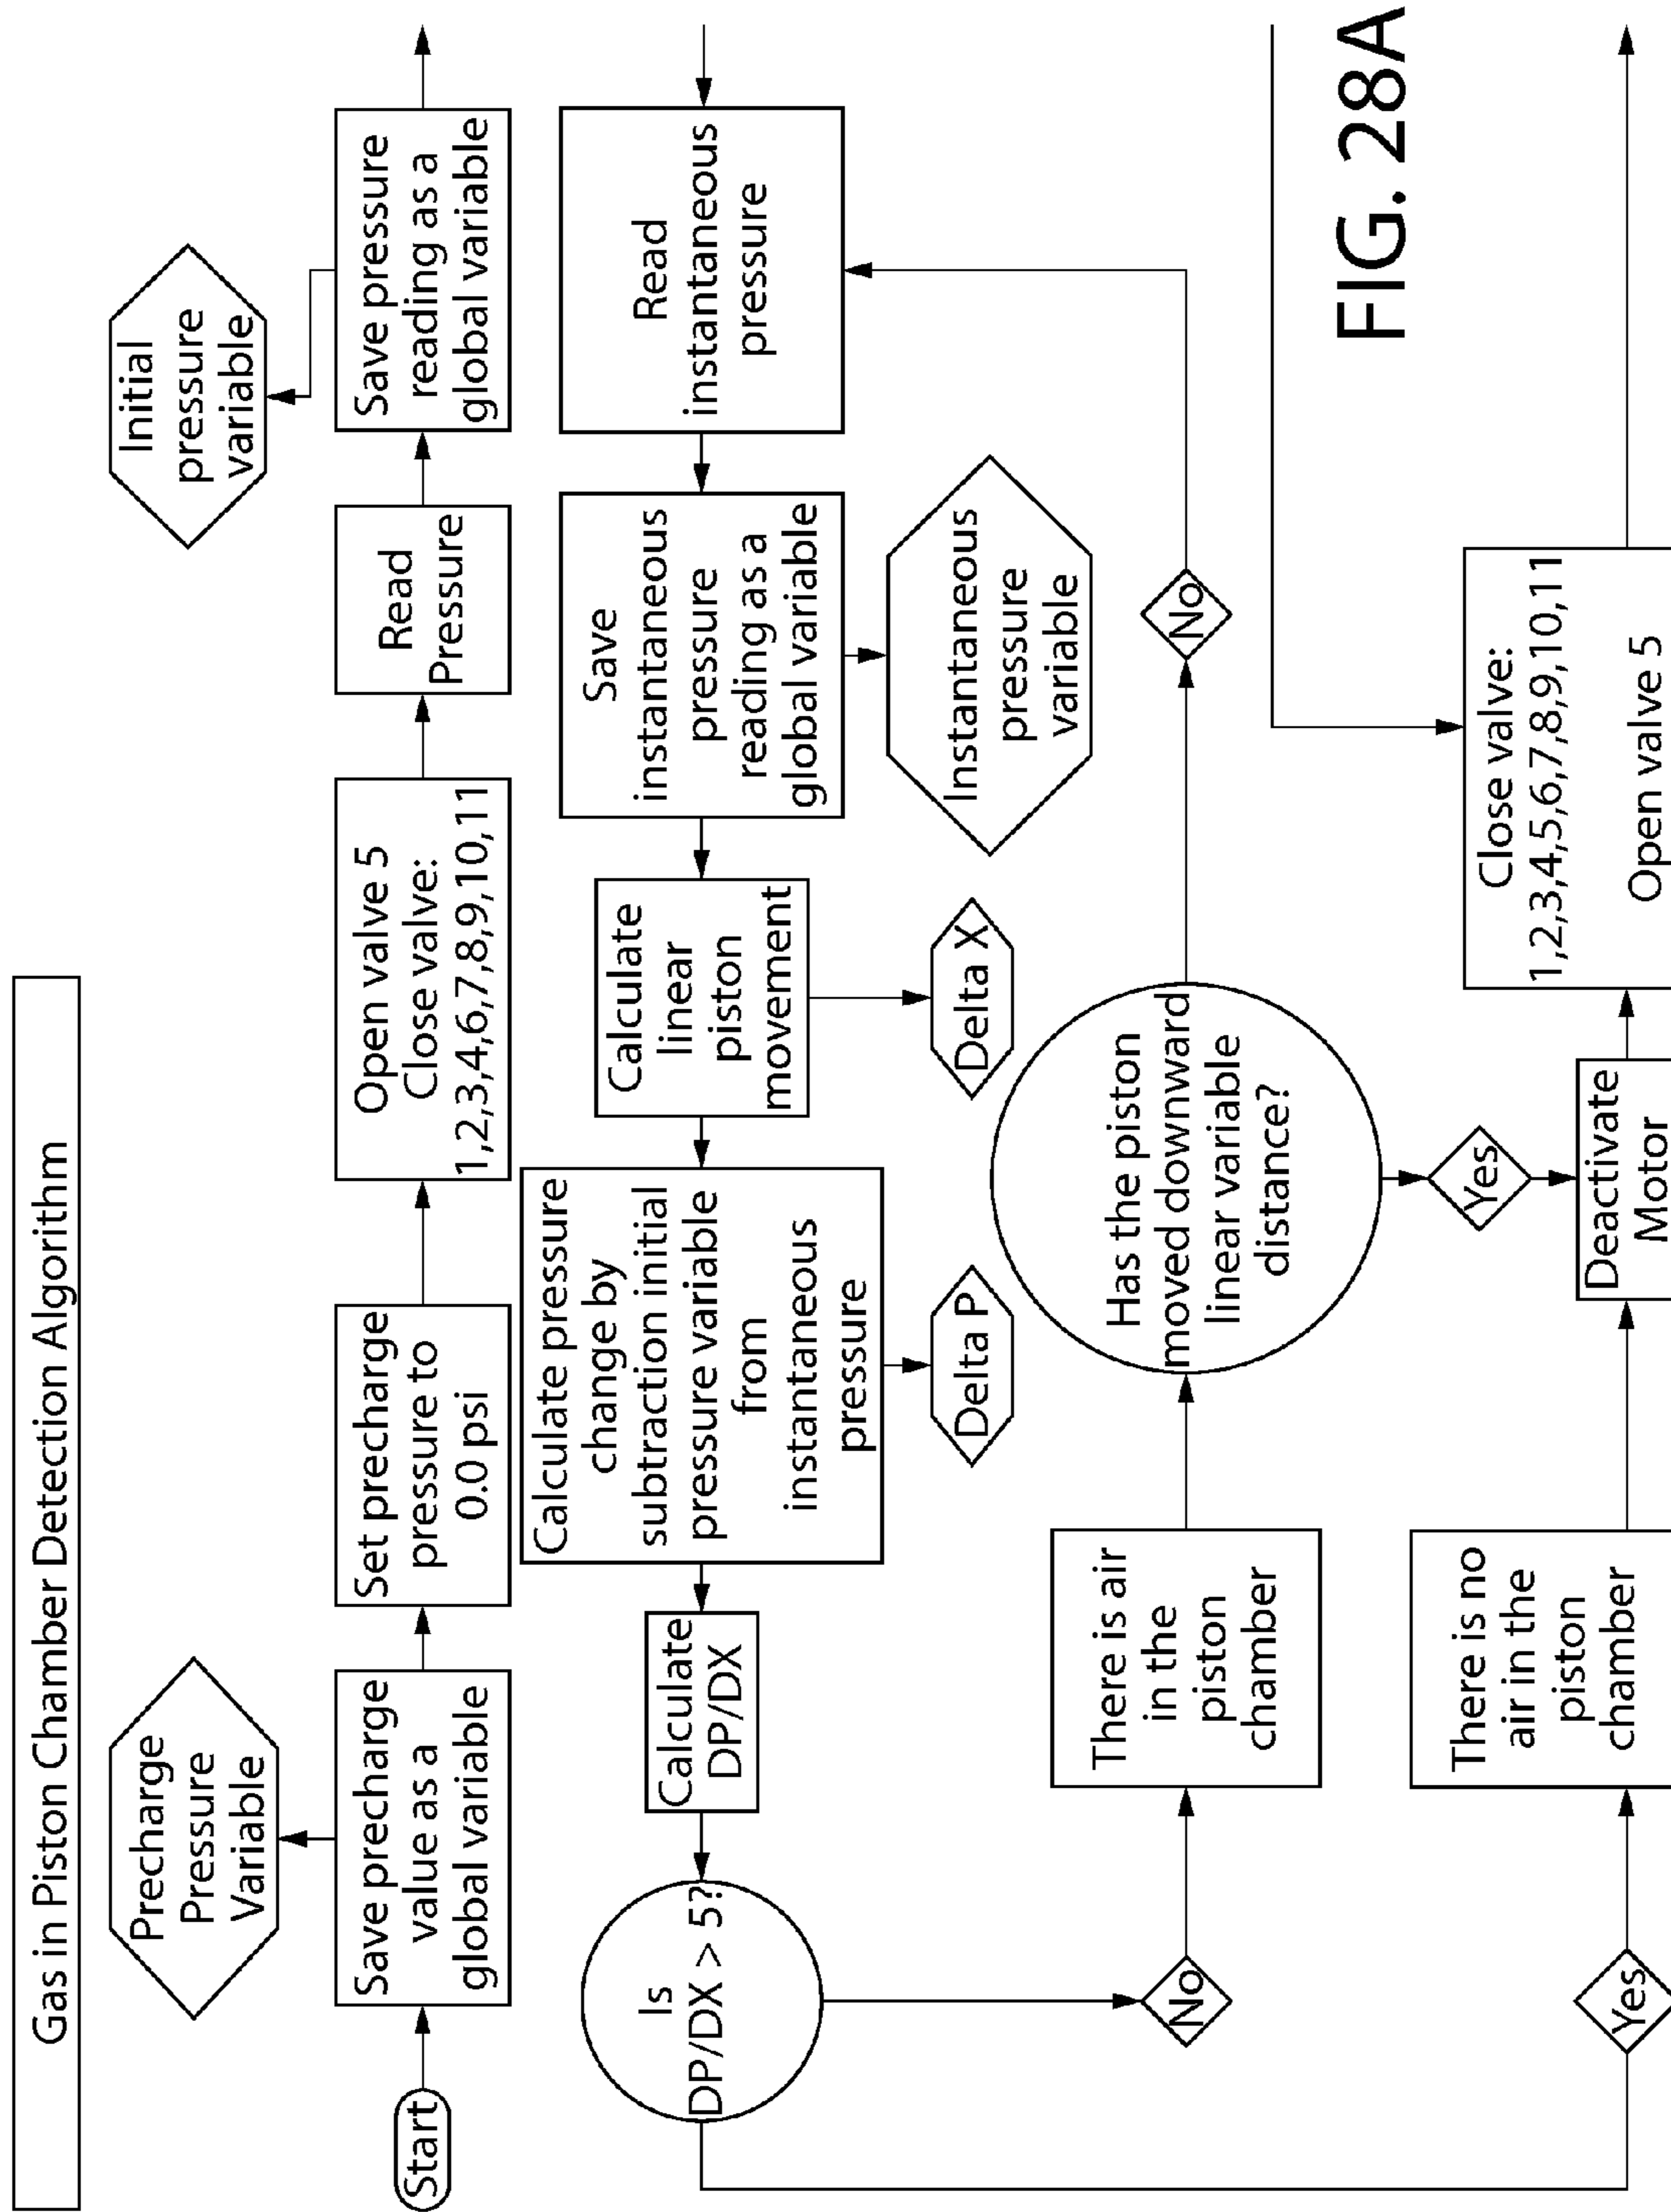 Gas in Piston Chamber Detection Algorithm
Precharge
Pressure
Variable
Initial
pressure
variable
Start
Save precharge
value as a
global variable
Set precharge
pressure to
0.0 psi
Open valve 5
Close valve:
1,2,3,4,6,7,8,9,10,11
Read
Pressure
Save pressure
reading as a
global variable
Is
DP/DX > 5?
Calculate
DP/DX
Calculate pressure
change by
subtraction initial
pressure variable
from
instantaneous
pressure
Calculate
linear
piston
movement
Save
instantaneous
pressure
reading as a
global variable
Read
instantaneous
pressure
Delta P
Delta X
Instantaneous
pressure
variable
No
There is air
in the
piston
chamber
Has the piston
moved downward
linear variable
distance?
No
Yes
Yes
There is no
air in the
piston
chamber
Deactivate
Motor
Close valve:
1,2,3,4,5,6,7,8,9,10,11
Open valve 5
FIG. 28A